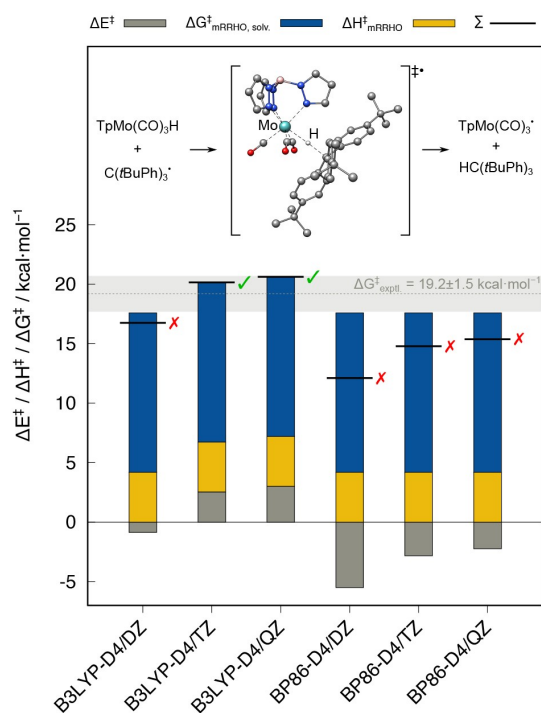 ΔE‡ ΔG‡mRRHO, solv. ΔH‡mRRHO Σ
‡•
TpMo(CO)3H
+
C(tBuPh)3•
Mo
H
TpMo(CO)3•
+
HC(tBuPh)3
ΔE‡ / ΔH‡ / ΔG‡ / kcal·mol−1
25
20
15
10
5
0
-5
ΔG‡exptl. = 19.2±1.5 kcal·mol−1
✗
✓
✓
✗
✗
✗
B3LYP-D4/DZ
B3LYP-D4/TZ
B3LYP-D4/QZ
BP86-D4/DZ
BP86-D4/TZ
BP86-D4/QZ